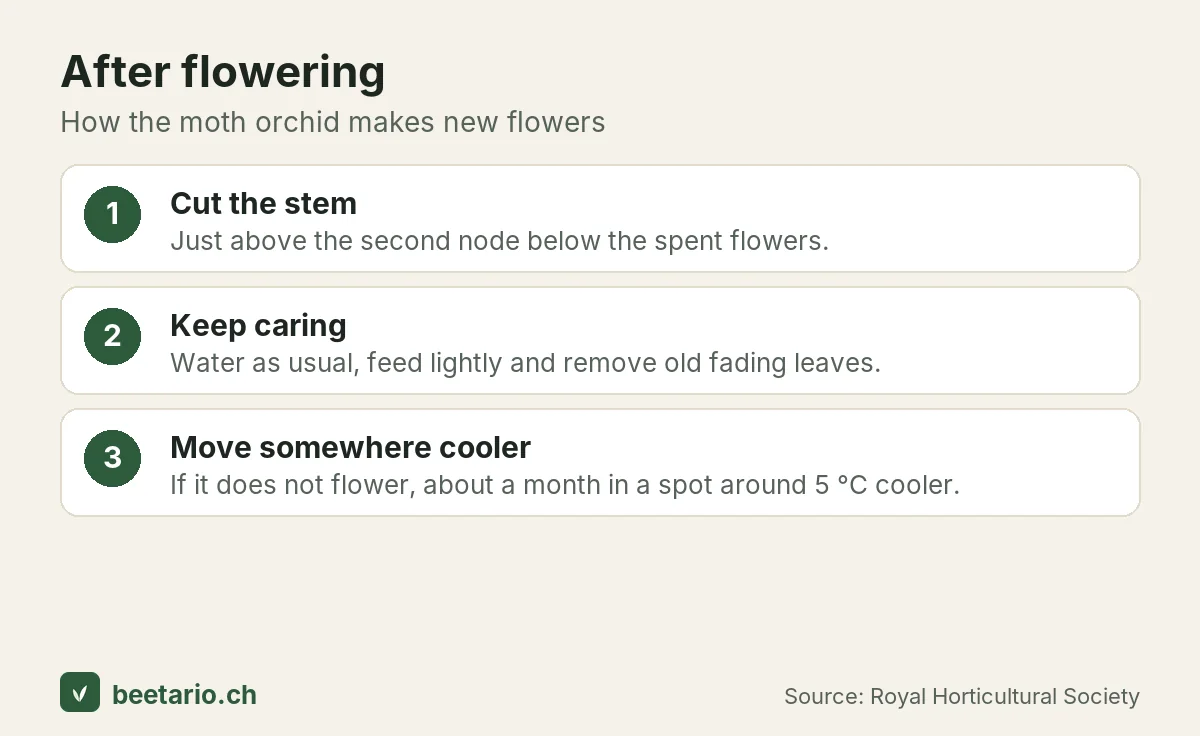 After flowering
How the moth orchid makes new flowers
1
Cut the stem
Just above the second node below the spent flowers.
2
Keep caring
Water as usual, feed lightly and remove old fading leaves.
3
Move somewhere cooler
If it does not flower, about a month in a spot around 5 °C cooler.
beetario.ch
Source: Royal Horticultural Society